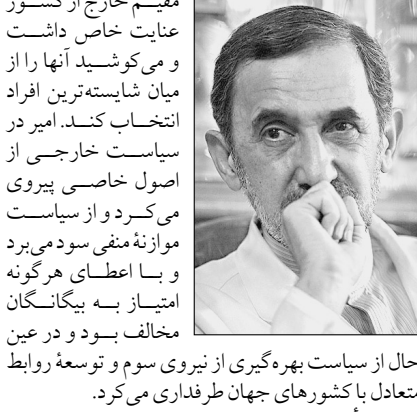 مقیم خارج از کشور
عنایت خاص داشت
و می‌کوشید آنها را از
میان شایسته‌ترین افراد
انتخاب کند. امیر در
سیاست خارجی از
اصول خاصی پیروی
می‌کرد و از سیاست
موازنهٔ منفی سود می‌برد
و با اعطای هرگونه
امتیاز به بیگانگان
مخالف بود و در عین
حال از سیاست بهره‌گیری از نیروی سوم و توسعهٔ روابط
متعادل با کشورهای جهان طرفداری می‌کرد.